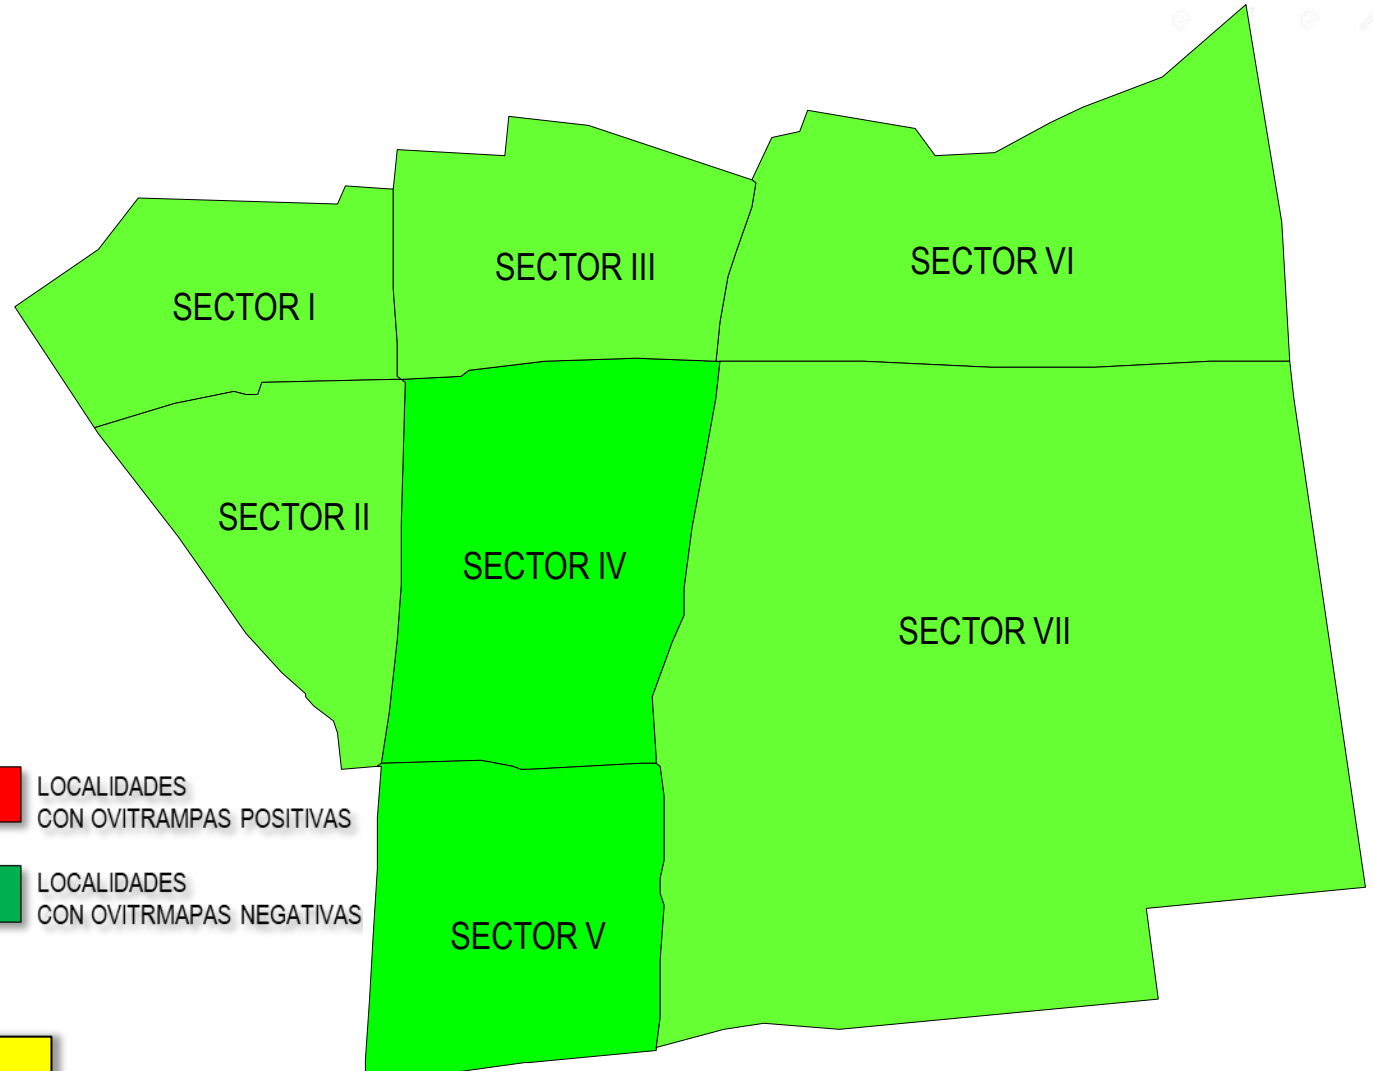 SECTOR VI
SECTOR III
SECTOR I
SECTOR II
SECTOR IV
SECTOR VII
LOCALIDADES
CON OVITRAMPAS POSITIVAS
LOCALIDADES
CON OVITRMAPAS NEGATIVAS
SECTOR V